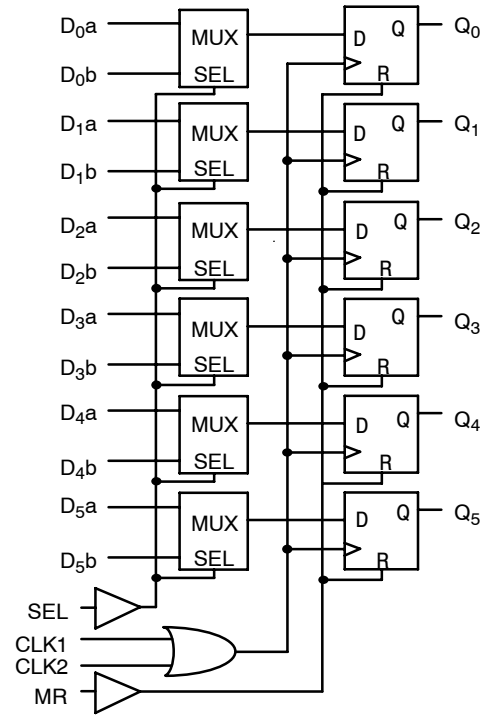 D0a MUX D Q Q0
D0b SEL R
D1a MUX D Q Q1
D1b SEL R
D2a MUX D Q Q2
D2b SEL R
D3a MUX D Q Q3
D3b SEL R
D4a MUX D Q Q4
D4b SEL R
D5a MUX D Q Q5
D5b SEL R
SEL
CLK1
CLK2
MR